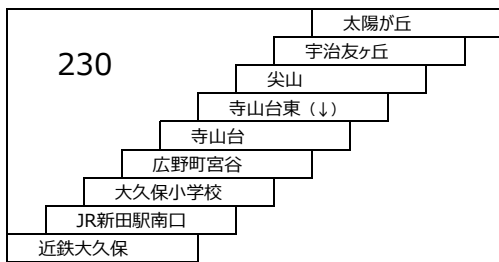 太陽が丘
宇治友ヶ丘
230
尖山
寺山台東（↓）
寺山台
広野町宮谷
大久保小学校
JR新田駅南口
近鉄大久保